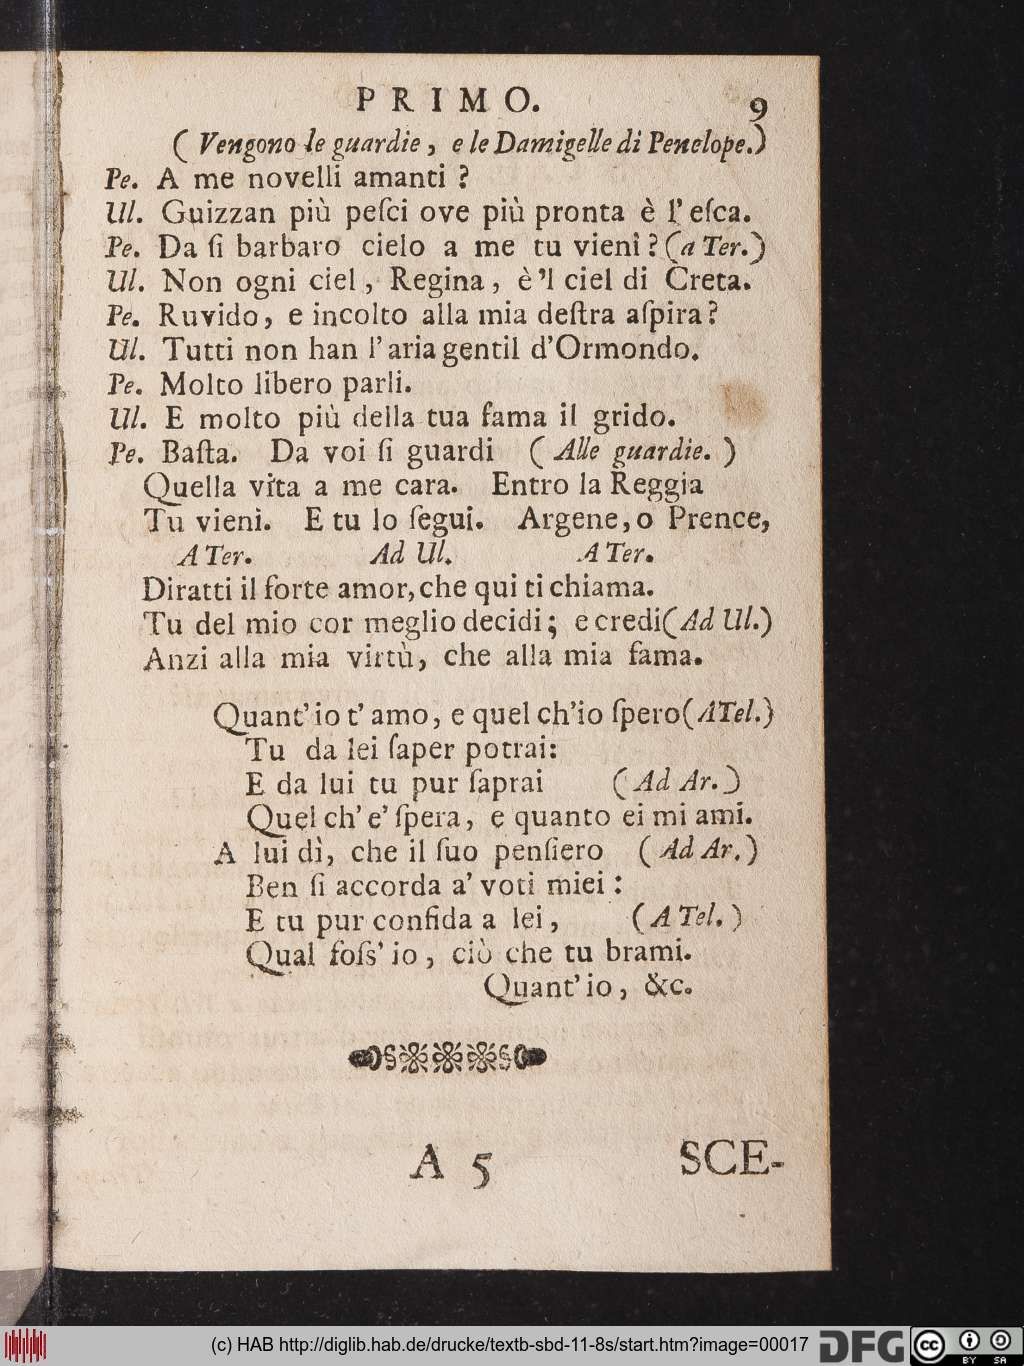 PRIMO. 9
( Vengono le guardie, e le Damigelle di Penelope.)
Pe. A me novelli amanti ?
Ul. Guizzan più peſci ove più pronta è l' eſca.
Pe. Da ſi barbaro cielo a me tu vieni ? (a Ter.)
Ul. Non ogni ciel, Regina, è 'l ciel di Creta.
Pe. Ruvido, e incolto alla mia deſtra aſpira?
Ul. Tutti non han l' aria gentil d'Ormondo.
Pe. Molto libero parli.
Ul. E molto più della tua fama il grido.
Pe. Baſta. Da voi ſi guardi ( Alle guardie. )
Quella vita a me cara. Entro la Reggia
Tu vieni. E tu lo ſegui. Argene, o Prence,
A Ter. Ad Ul. A Ter.
Diratti il forte amor, che qui ti chiama.
Tu del mio cor meglio decidi; e credi (Ad Ul.)
Anzi alla mia virtù, che alla mia fama.
Quant' io t' amo, e quel ch'io ſpero (A Tel.)
Tu da lei ſaper potrai:
E da lui tu pur ſaprai (Ad Ar.)
Quel ch' e' ſpera, e quanto ei mi ami.
A lui dì, che il ſuo penſiero ( Ad Ar.)
Ben ſi accorda a' voti miei :
E tu pur confida a lei, (A Tel.)
Qual foſs' io, ciò che tu brami.
Quant' io, &c.
A 5 SCE-
(c) HAB http://diglib.hab.de/drucke/textb-sbd-11-8s/start.htm?image=00017 DFG cc BY SA